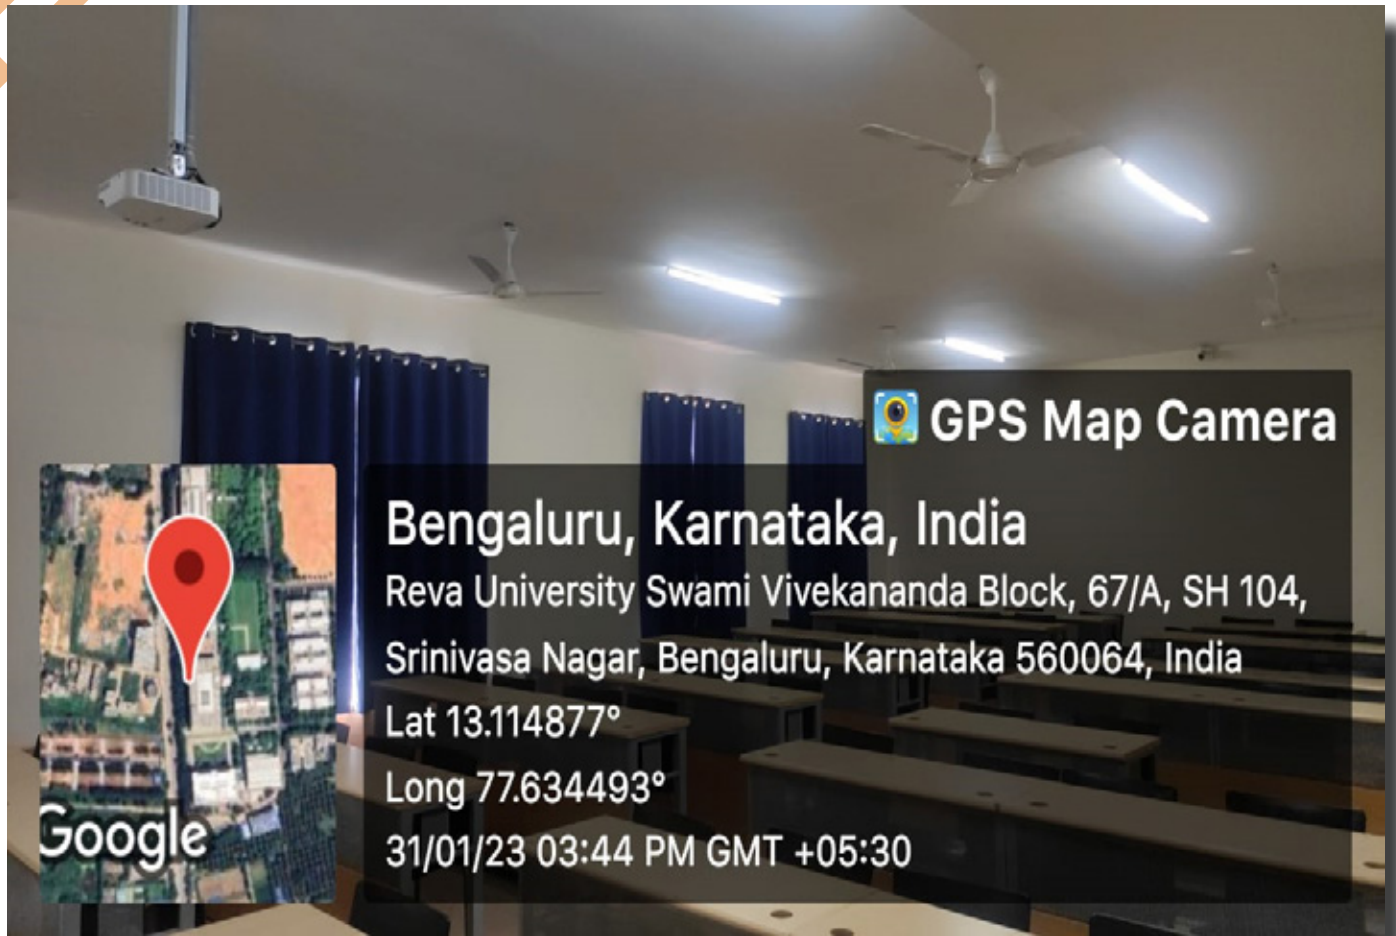 GPS Map Camera
Bengaluru, Karnataka, India
Reva University Swami Vivekananda Block, 67/A, SH 104,
Srinivasa Nagar, Bengaluru, Karnataka 560064, India
Lat 13.114877°
Long 77.634493°
31/01/23 03:44 PM GMT +05:30
Google